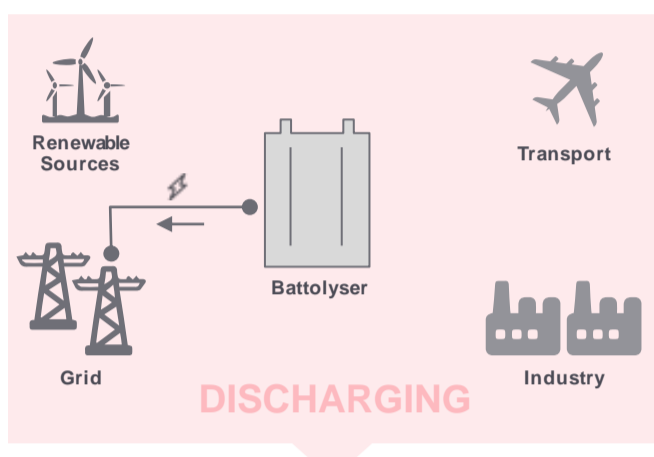 Renewable
Sources
Transport
Battolyser
Grid
Industry
DISCHARGING